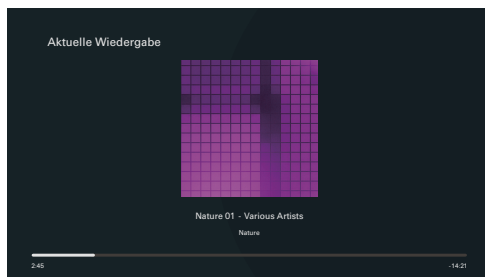 Aktuelle Wiedergabe
Nature 01 - Various Artists
Nature
2:45
-14:21